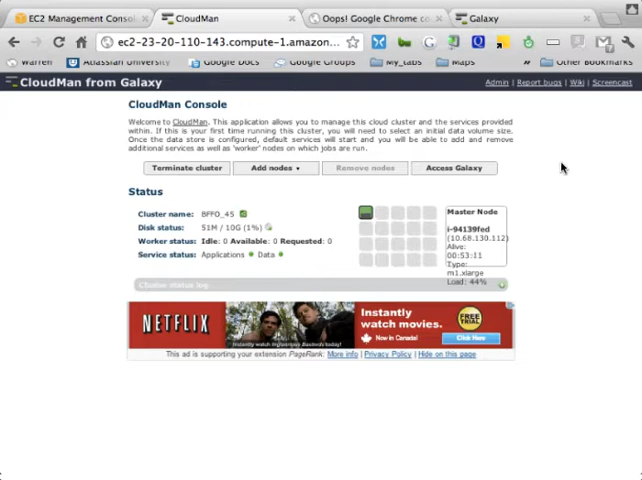 EC2 Management Consol
CloudMan
Oops! Google Chrome co
Galaxy
ec2-23-20-110-143.compute-1.amazon...
Warren
Atlassian University
Google Docs
Google Groups
My_tabs
Maps
Other Bookmarks
CloudMan from Galaxy
Admin | Report bugs | Wiki | Screencast
CloudMan Console
Welcome to CloudMan. This application allows you to manage this cloud cluster and the services provided
within. If this is your first time running this cluster, you will need to select an initial data volume size.
Once the data store is configured, default services will start and you will be able to add and remove
additional services as well as 'worker' nodes on which jobs are run.
Terminate cluster
Add nodes
Remove nodes
Access Galaxy
Status
Cluster name: BFFO_45
Disk status: 51M / 10G (1%)
Worker status: Idle: 0 Available: 0 Requested: 0
Service status: Applications Data
Master Node
i-94139fed
(10.68.130.112)
Alive:
00:53:11
Type:
m1.xlarge
Load: 44%
Cluster status log
NETFLIX
Instantly
watch movies.
Now in Canada!
FREE
TRIAL
Click Here
This ad is supporting your extension PageRank: More info | Privacy Policy | Hide on this page